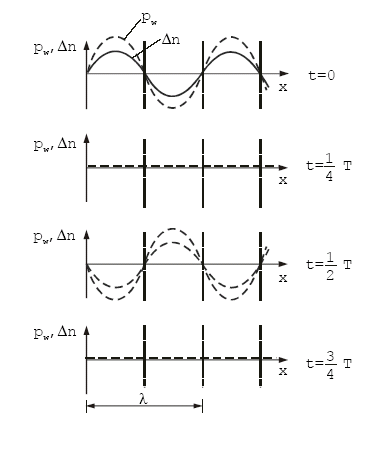 p_w
p_w, Δn
Δn
x
t=0
p_w, Δn
x
t=1/4 T
p_w, Δn
x
t=1/2 T
p_w, Δn
x
t=3/4 T
λ